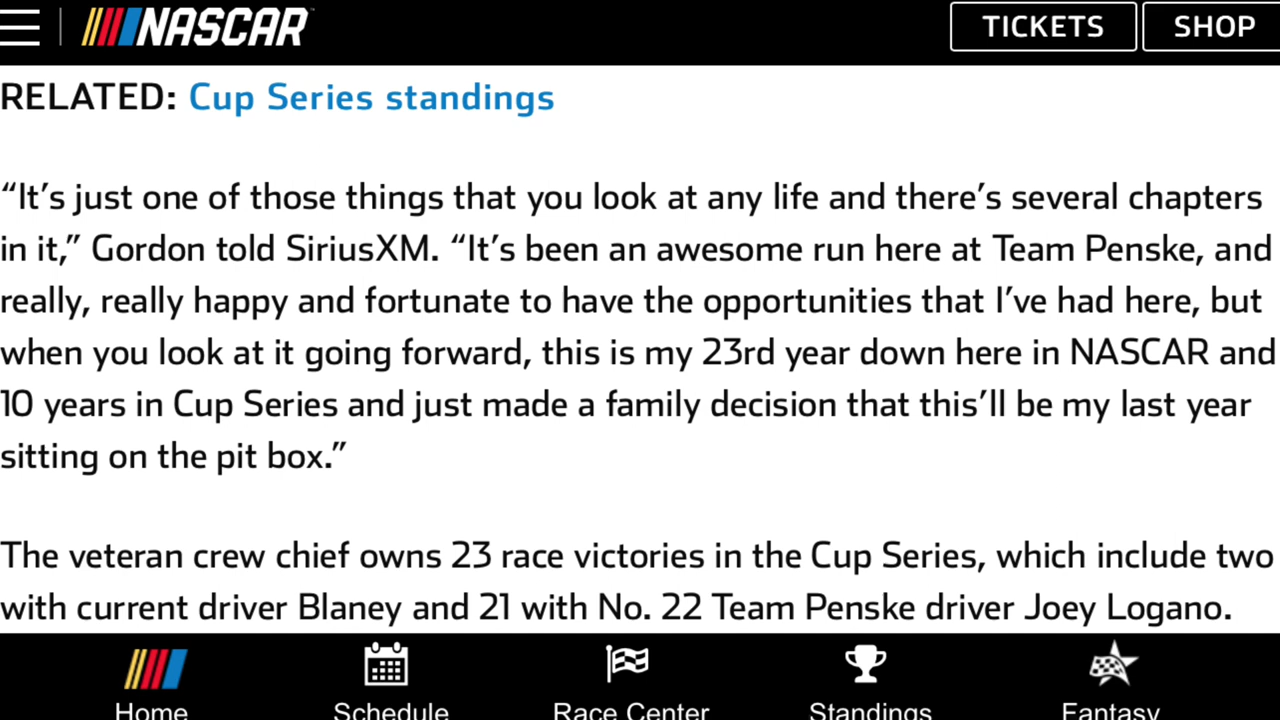 NASCAR
TICKETS
SHOP
RELATED: Cup Series standings
“It’s just one of those things that you look at any life and there’s several chapters
in it,” Gordon told SiriusXM. “It’s been an awesome run here at Team Penske, and
really, really happy and fortunate to have the opportunities that I’ve had here, but
when you look at it going forward, this is my 23rd year down here in NASCAR and
10 years in Cup Series and just made a family decision that this’ll be my last year
sitting on the pit box.”
The veteran crew chief owns 23 race victories in the Cup Series, which include two
with current driver Blaney and 21 with No. 22 Team Penske driver Joey Logano.
Home
Schedule
Race Center
Standings
Fantasy